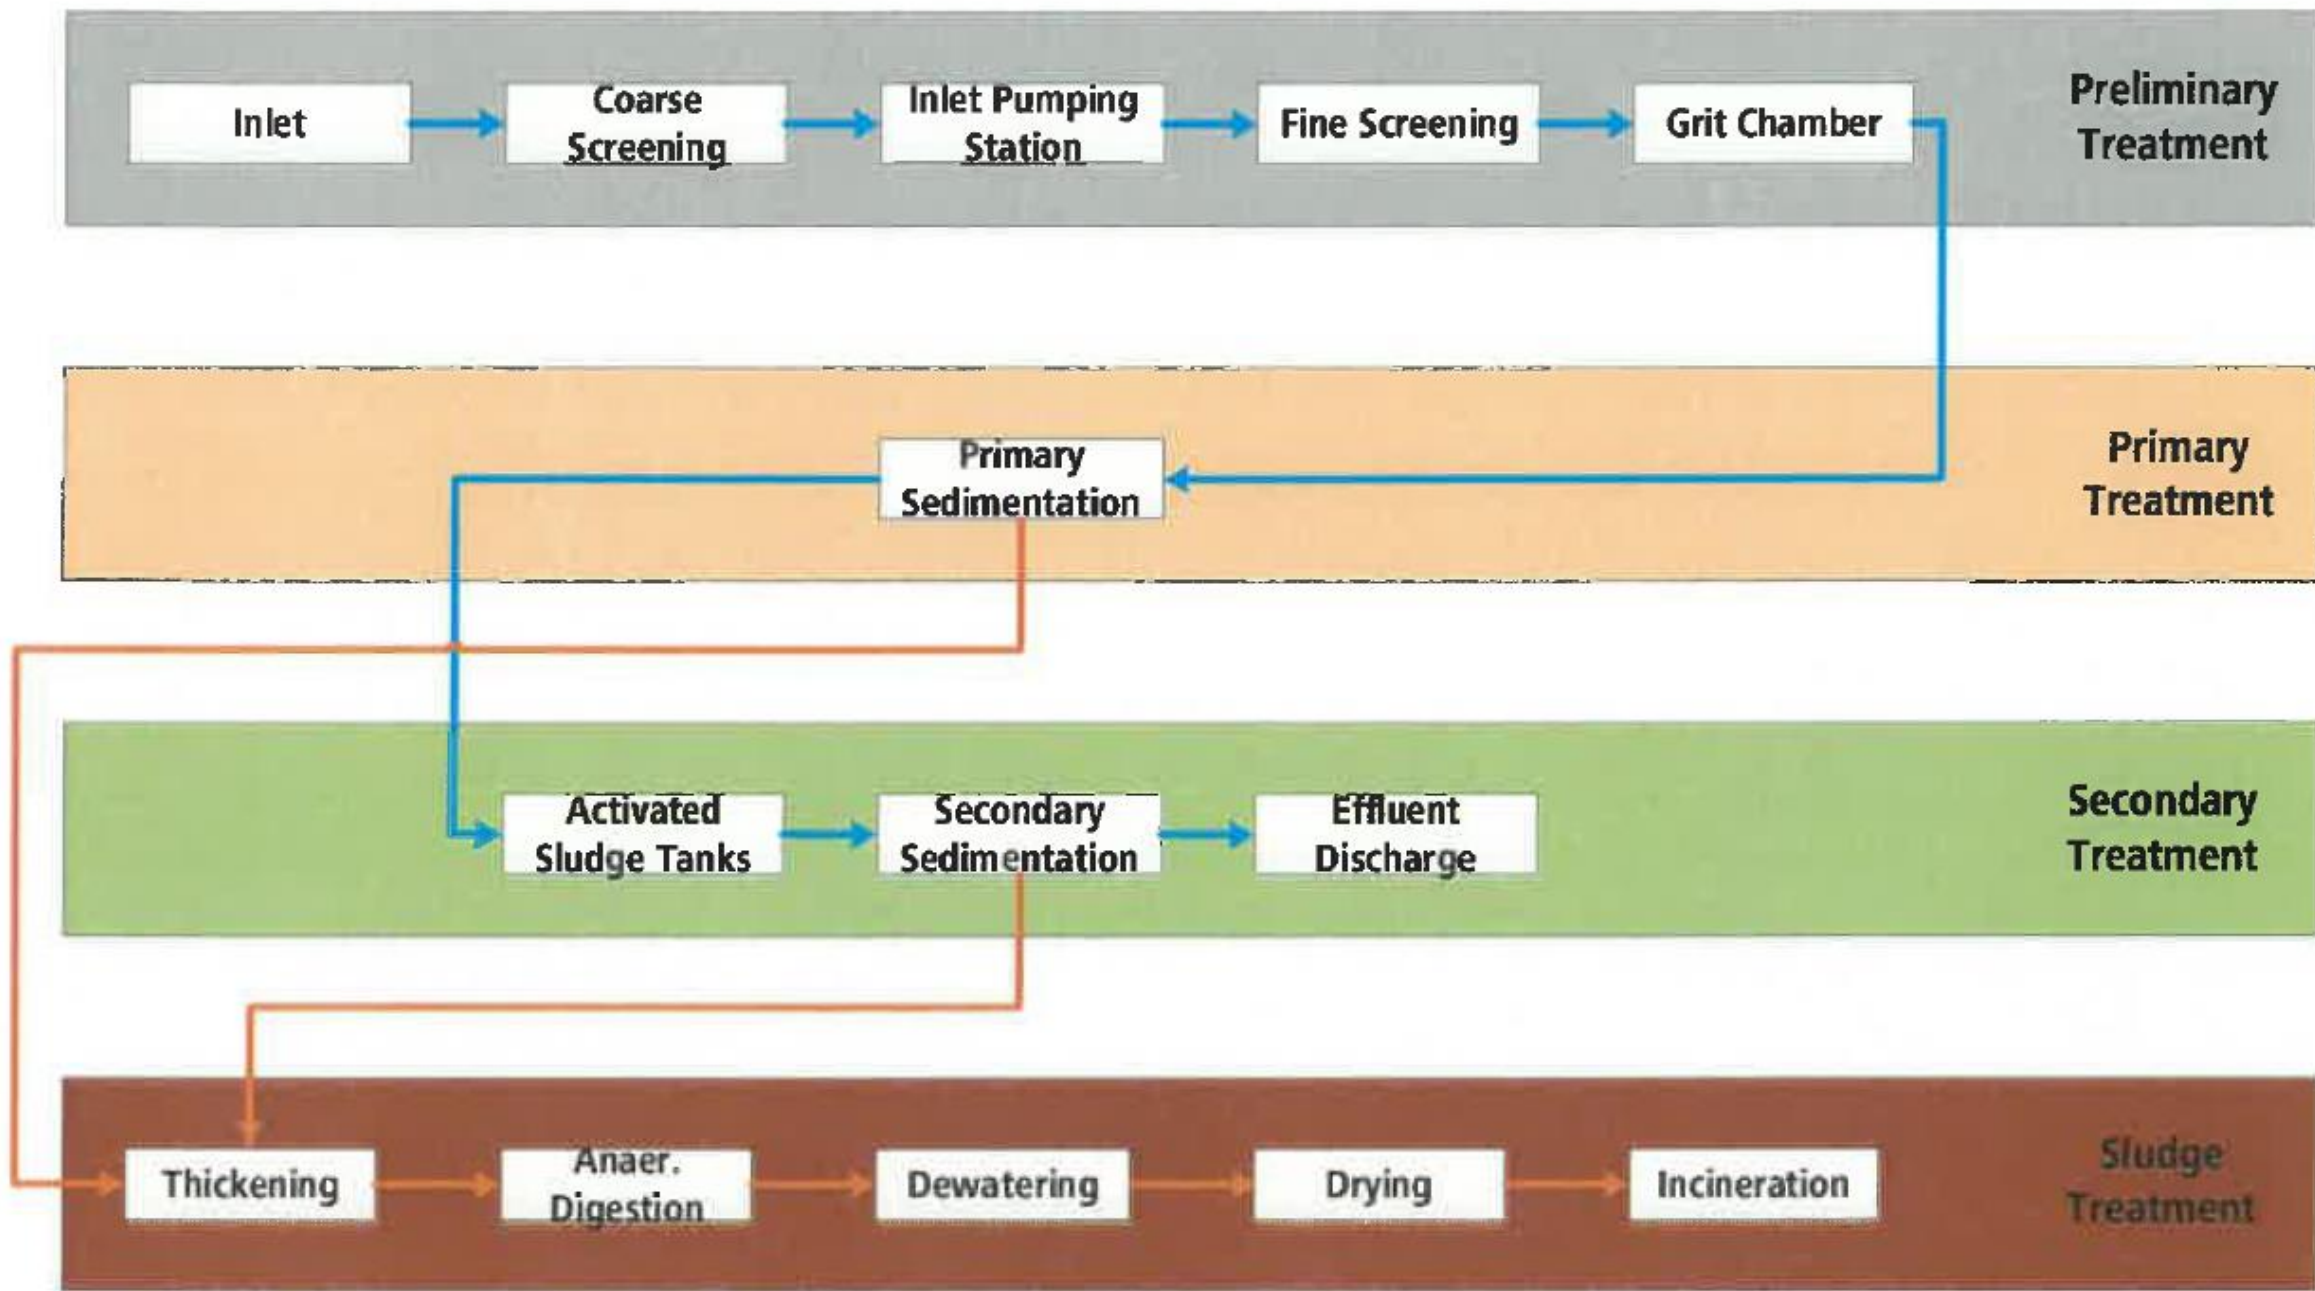 Inlet
Coarse
Screening
Inlet Pumping
Station
Fine Screening
Grit Chamber
Preliminary
Treatment
Primary
Sedimentation
Primary
Treatment
Activated
Sludge Tanks
Secondary
Sedimentation
Effluent
Discharge
Secondary
Treatment
Thickening
Anaer.
Digestion
Dewatering
Drying
Incineration
Sludge
Treatment